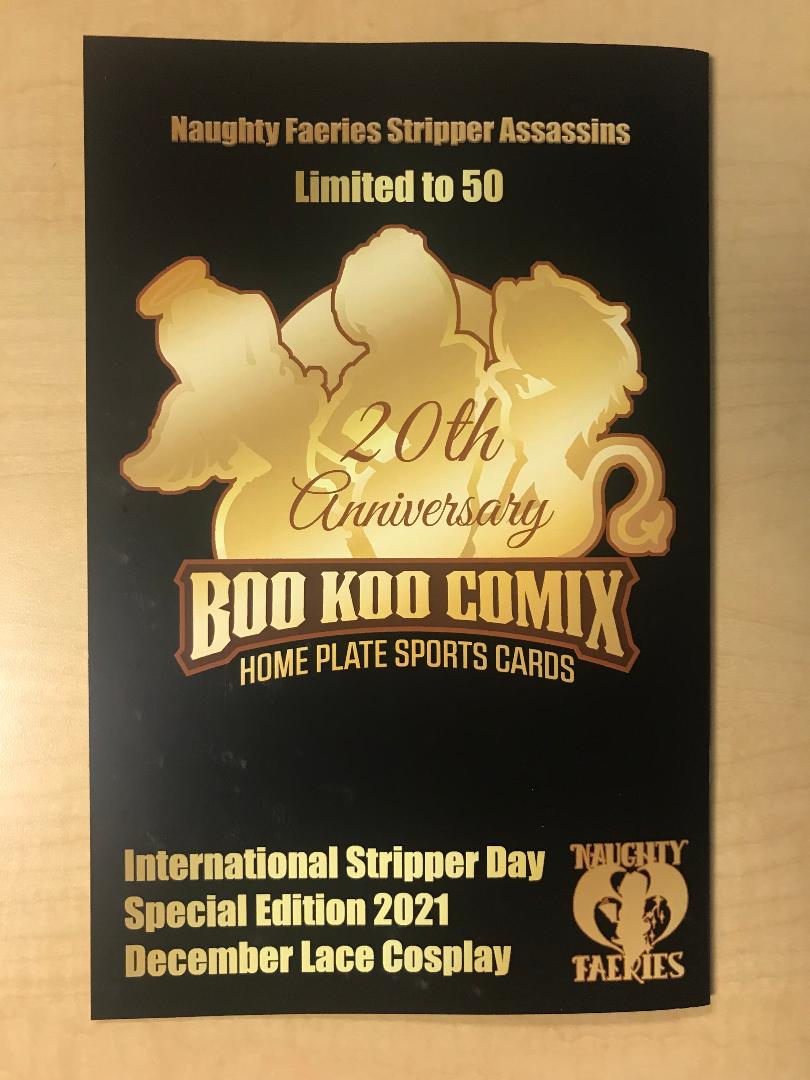 Naughty Faeries Stripper Assassins
Limited to 50
20th
Anniversary
BOO KOO COMIX
HOME PLATE SPORTS CARDS
International Stripper Day
Special Edition 2021
December Lace Cosplay
NAUGHTY
FAERIES